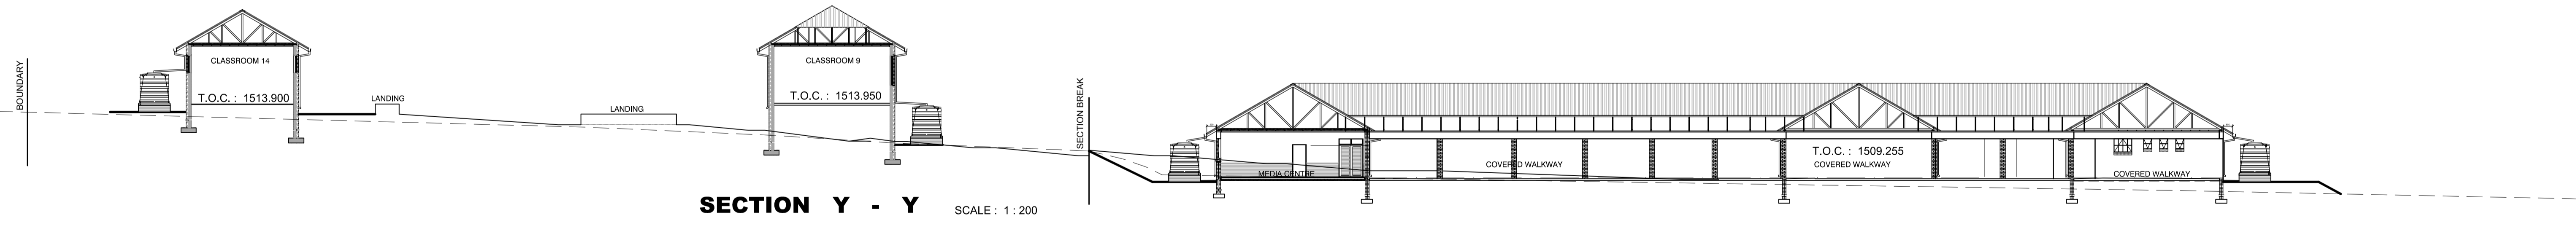 BOUNDARY
CLASSROOM 14
T.O.C. : 1513.900
LANDING
LANDING
CLASSROOM 9
T.O.C. : 1513.950
SECTION BREAK
MEDIA CENTRE
COVERED WALKWAY
T.O.C. : 1509.255
COVERED WALKWAY
COVERED WALKWAY
SECTION Y - Y SCALE : 1 : 200